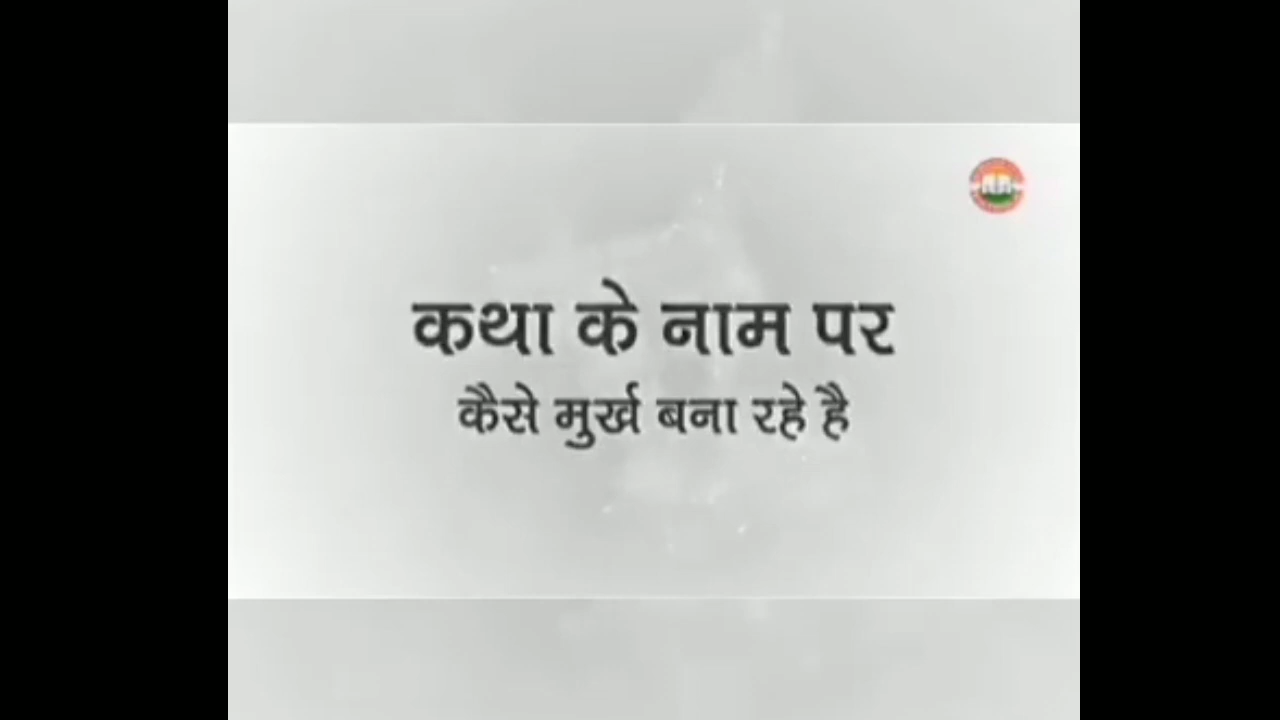 कथा के नाम पर
कैसे मुर्ख बना रहे है